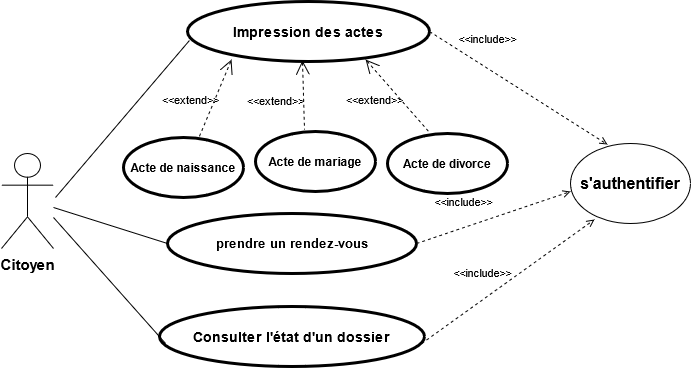 Impression des actes
<<include>>
<<extend>>
<<extend>>
<<extend>>
Acte de naissance
Acte de mariage
Acte de divorce
s'authentifier
<<include>>
Citoyen
prendre un rendez-vous
<<include>>
Consulter l'état d'un dossier